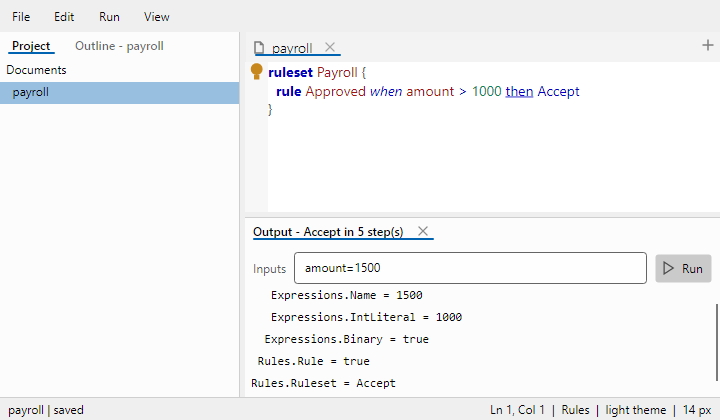 File Edit Run View
Project Outline - payroll
Documents
payroll
payroll
ruleset Payroll {
rule Approved when amount > 1000 then Accept
}
Output - Accept in 5 step(s)
Inputs amount=1500 Run
Expressions.Name = 1500
Expressions.IntLiteral = 1000
Expressions.Binary = true
Rules.Rule = true
Rules.Ruleset = Accept
payroll | saved Ln 1, Col 1 | Rules | light theme | 14 px